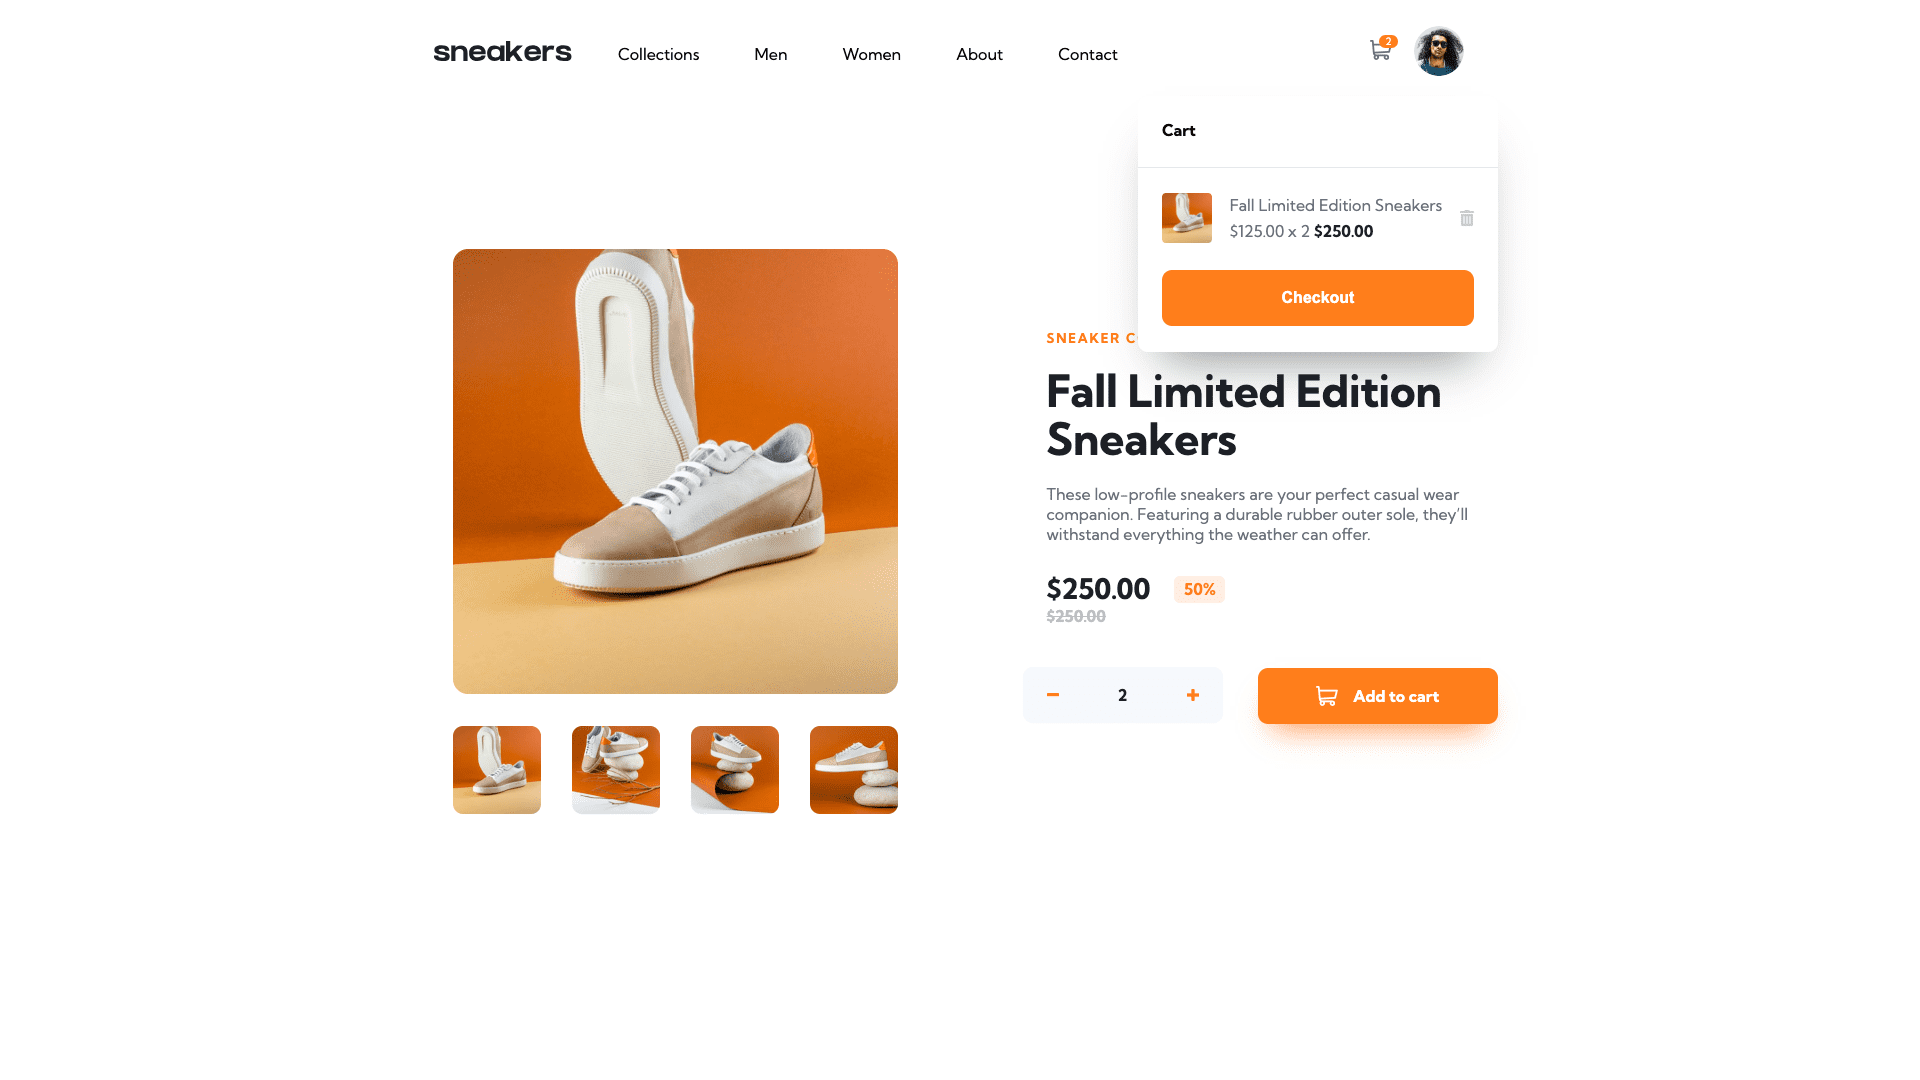 sneakers
Collections
Men
Women
About
Contact
2
Cart
Fall Limited Edition Sneakers
$125.00 x 2 $250.00
Checkout
SNEAKER C
Fall Limited Edition
Sneakers
These low-profile sneakers are your perfect casual wear
companion. Featuring a durable rubber outer sole, they’ll
withstand everything the weather can offer.
$250.00
50%
$250.00
2
Add to cart